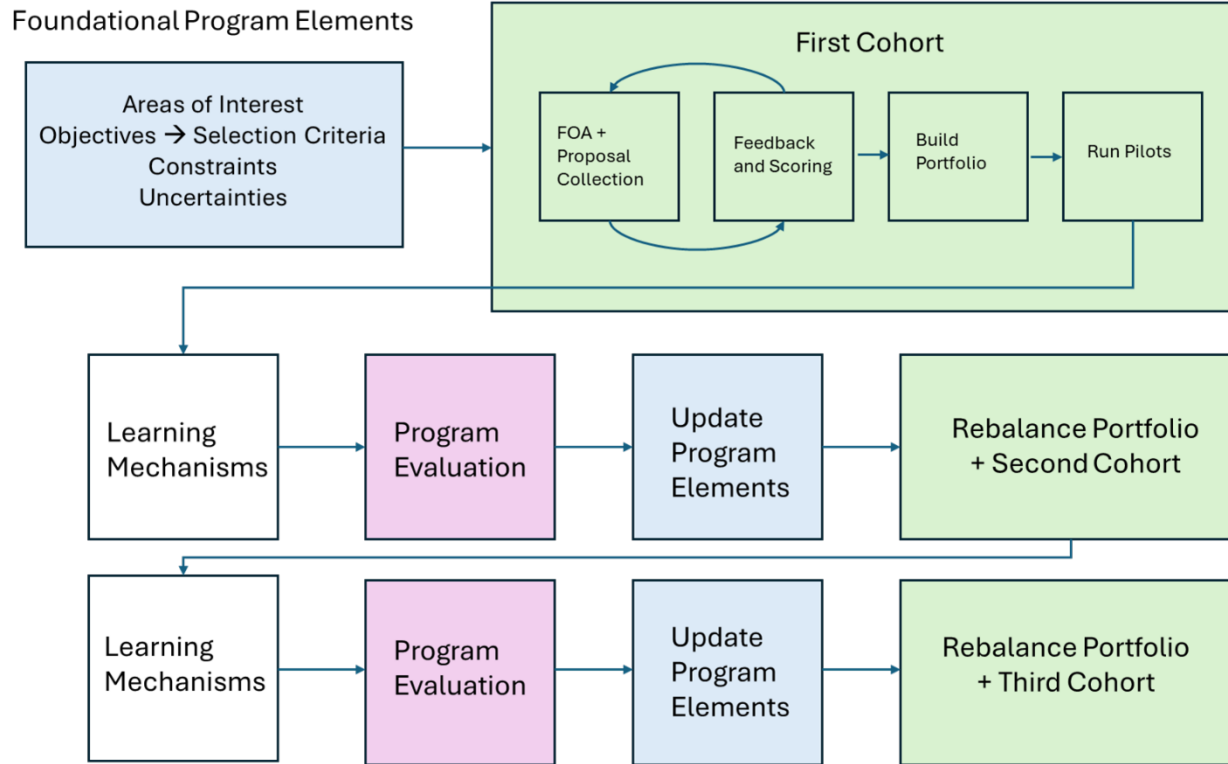 Foundational Program Elements
Areas of Interest
Objectives → Selection Criteria
Constraints
Uncertainties
First Cohort
FOA +
Proposal
Collection
Feedback
and Scoring
Build
Portfolio
Run Pilots
Learning
Mechanisms
Program
Evaluation
Update
Program
Elements
Rebalance Portfolio
+ Second Cohort
Learning
Mechanisms
Program
Evaluation
Update
Program
Elements
Rebalance Portfolio
+ Third Cohort